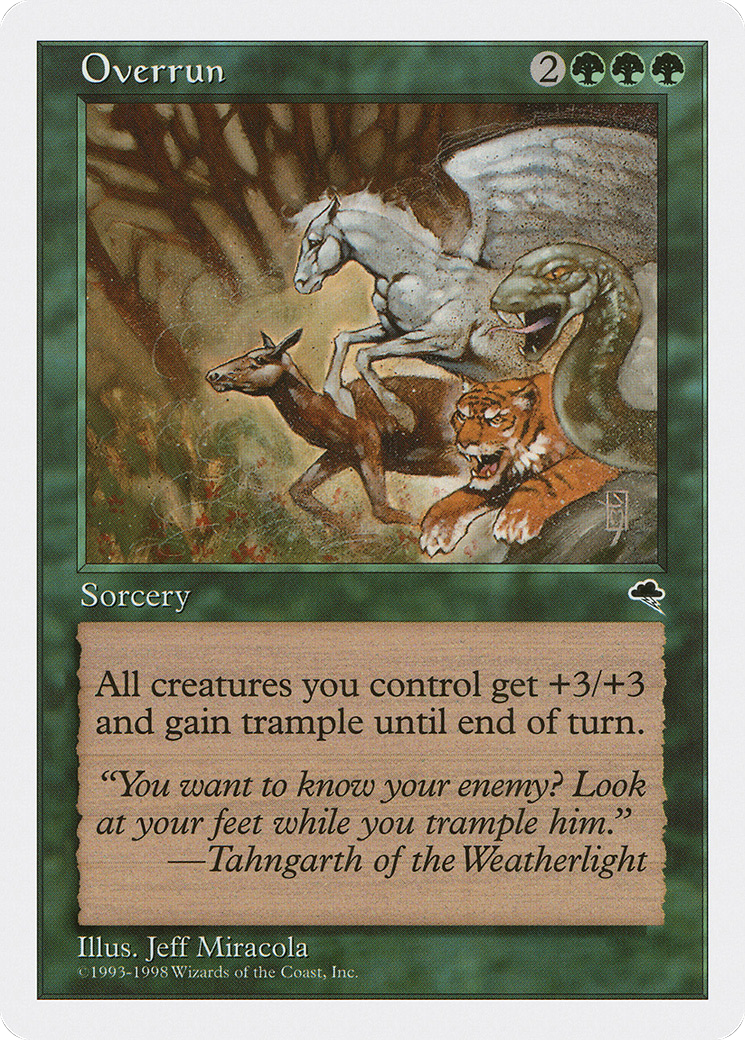 Overrun 2
Sorcery
All creatures you control get +3/+3
and gain trample until end of turn.
“You want to know your enemy? Look
at your feet while you trample him.”
—Tahngarth of the Weatherlight
Illus. Jeff Miracola
©1993-1998 Wizards of the Coast, Inc.